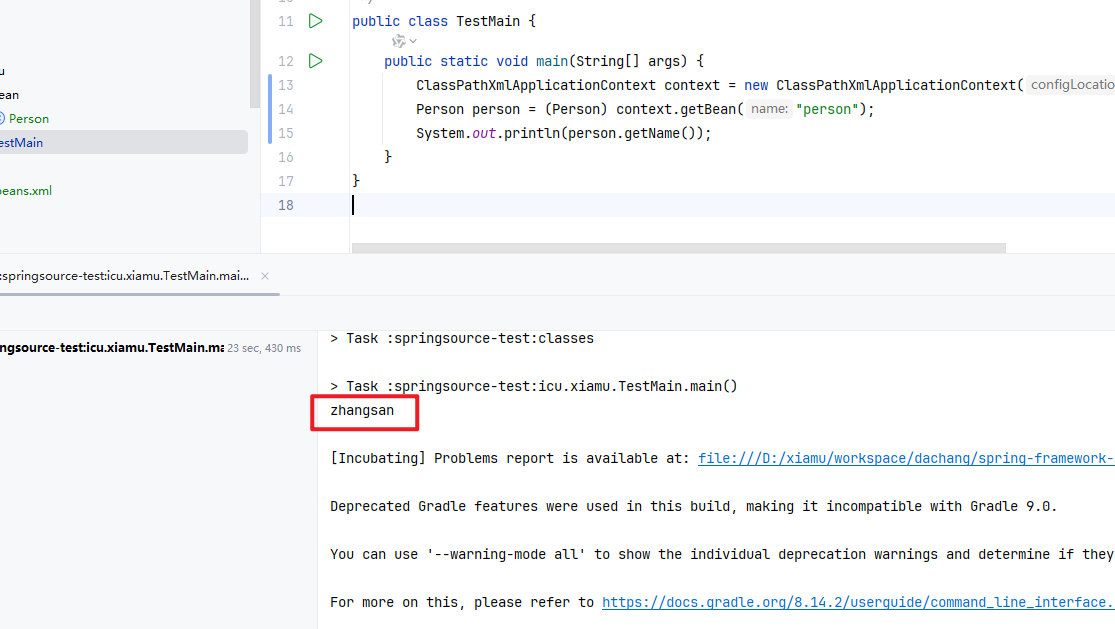 11 public class TestMain {
12 public static void main(String[] args) {
13 ClassPathXmlApplicationContext context = new ClassPathXmlApplicationContext( configLocatio
14 Person person = (Person) context.getBean( name: "person");
15 System.out.println(person.getName());
16 }
17 }
18
u
ean
Person
estMain
beans.xml
:springsource-test:icu.xiamu.TestMain.mai... ×
ngsource-test:icu.xiamu.TestMain.ma 23 sec, 430 ms
> Task :springsource-test:classes
> Task :springsource-test:icu.xiamu.TestMain.main()
zhangsan
[Incubating] Problems report is available at: file:///D:/xiamu/workspace/dachang/spring-framework-
Deprecated Gradle features were used in this build, making it incompatible with Gradle 9.0.
You can use '--warning-mode all' to show the individual deprecation warnings and determine if they
For more on this, please refer to https://docs.gradle.org/8.14.2/userguide/command_line_interface.